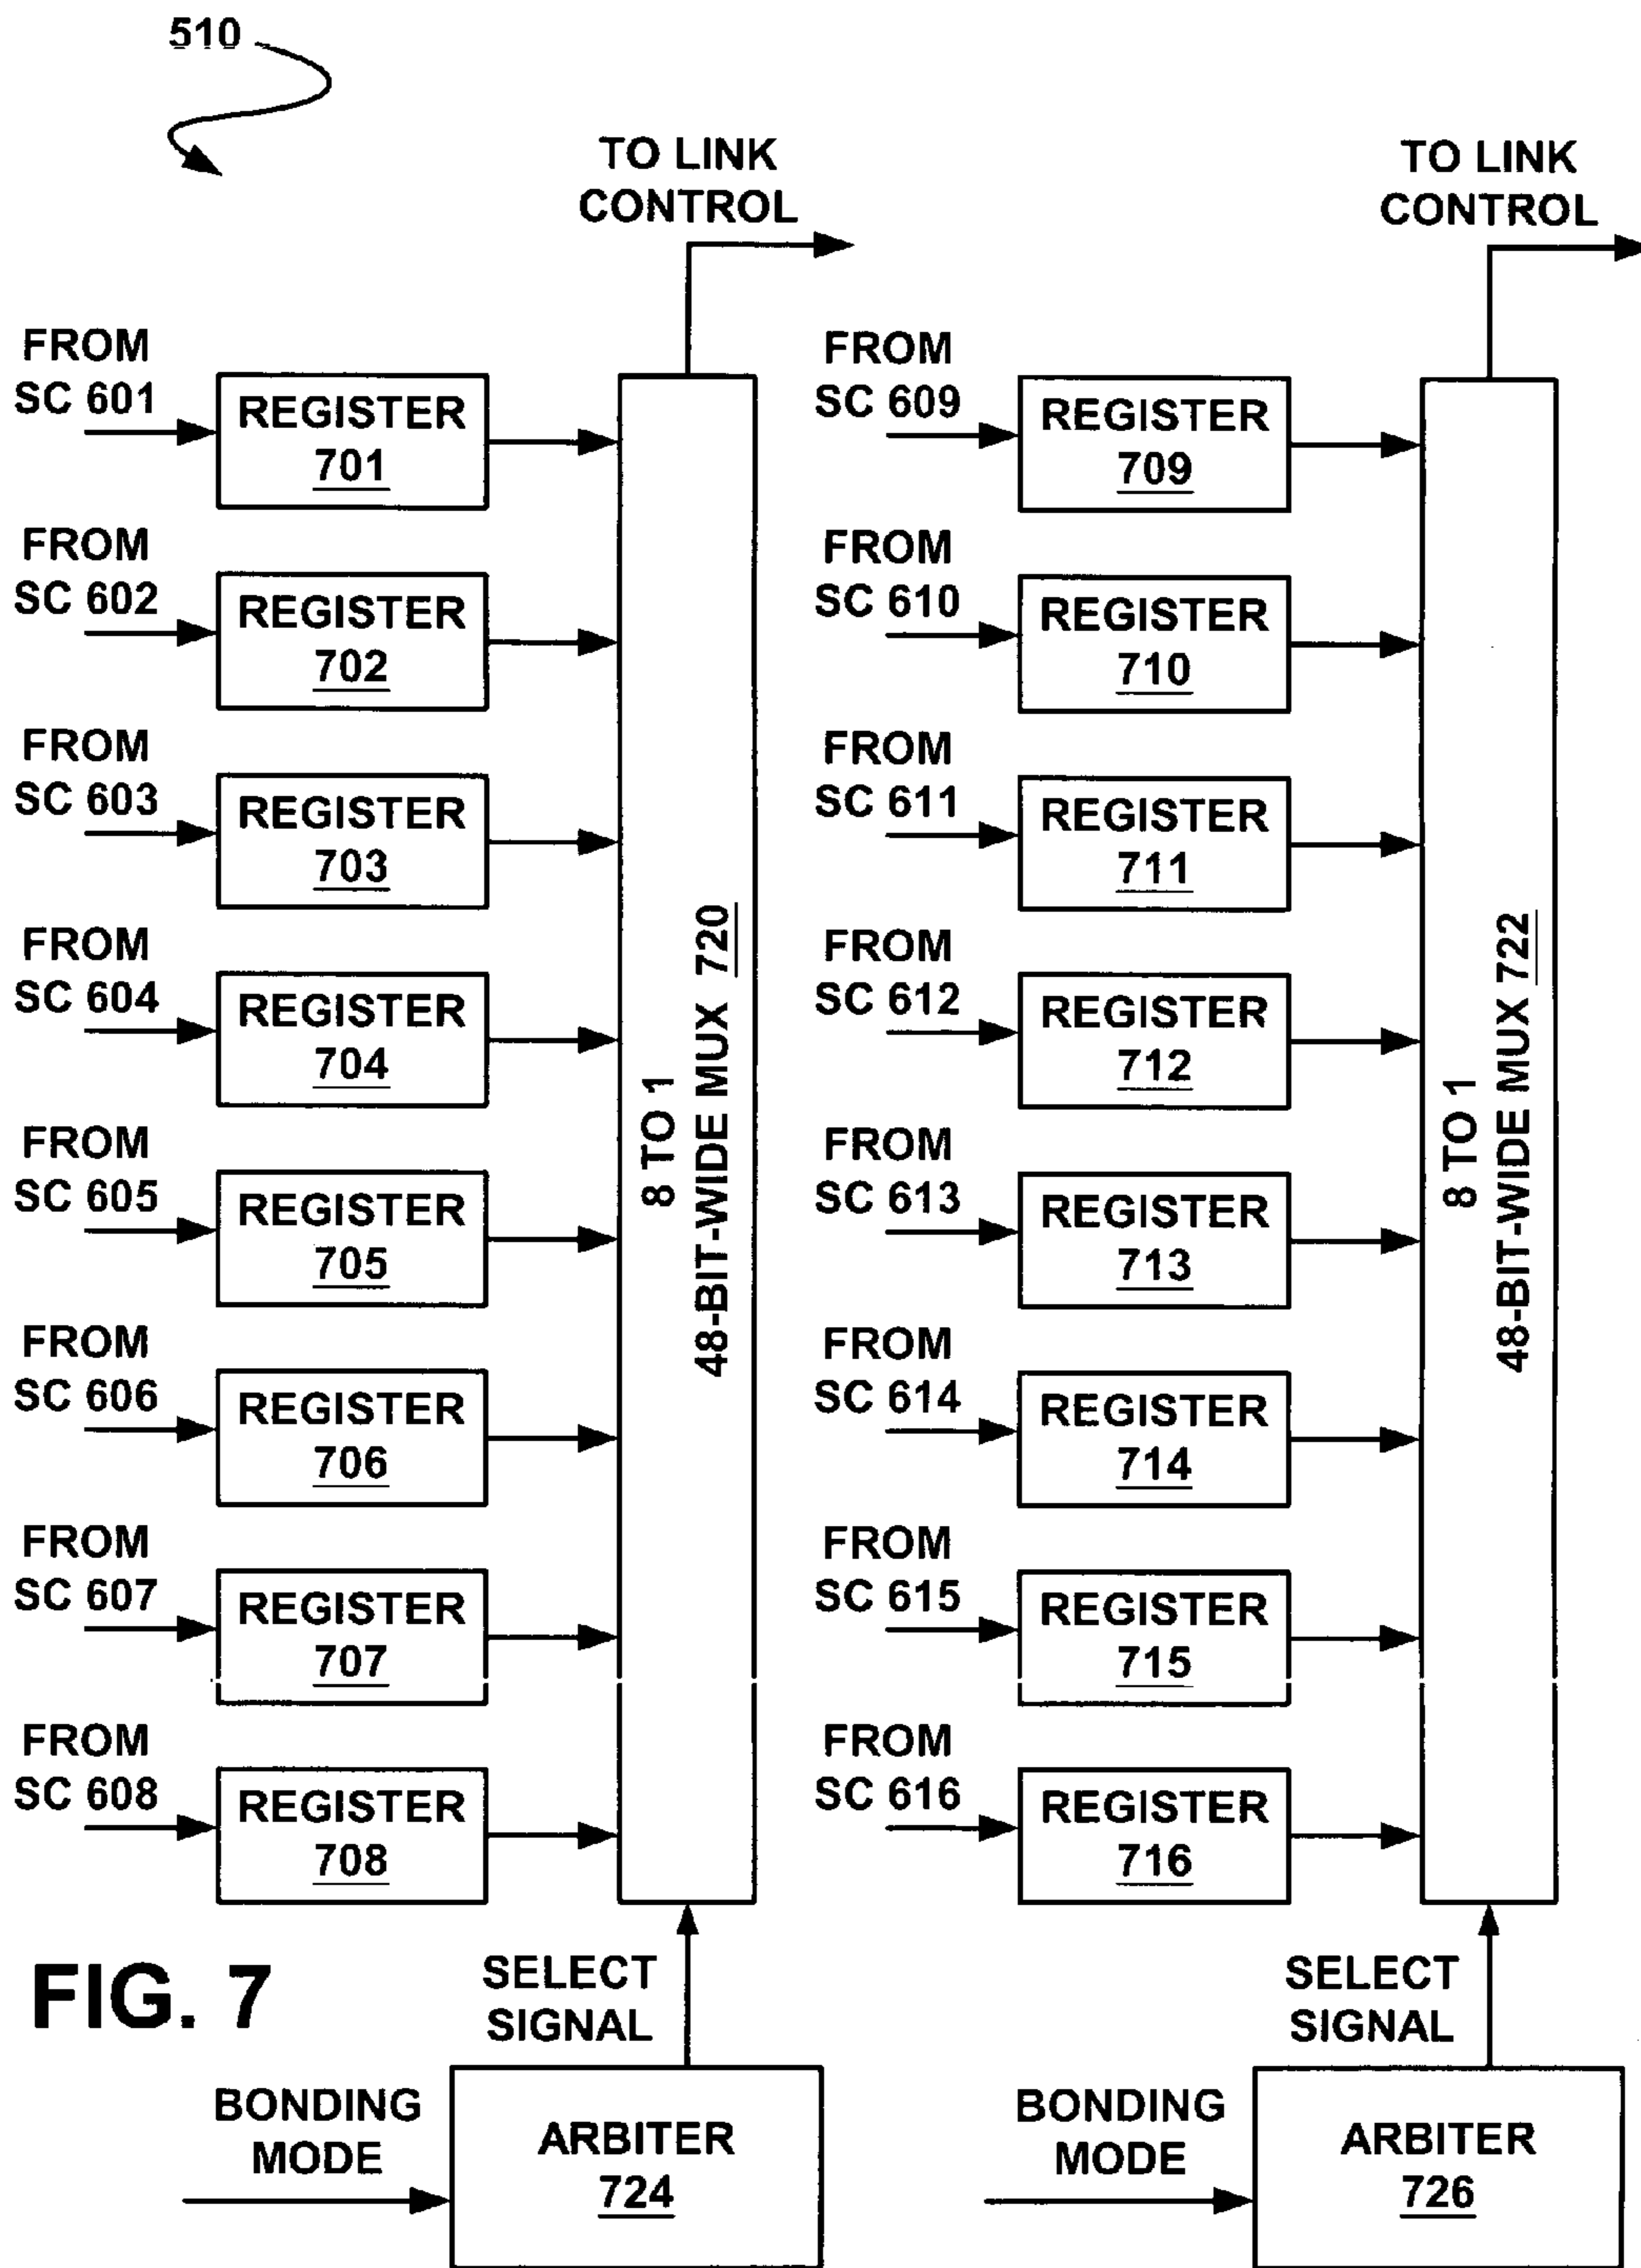 510
TO LINK
CONTROL
TO LINK
CONTROL
FROM
SC 601
REGISTER
701
FROM
SC 602
REGISTER
702
FROM
SC 603
REGISTER
703
FROM
SC 604
REGISTER
704
FROM
SC 605
REGISTER
705
FROM
SC 606
REGISTER
706
FROM
SC 607
REGISTER
707
FROM
SC 608
REGISTER
708
8 TO 1
48-BIT-WIDE MUX 720
FROM
SC 609
REGISTER
709
FROM
SC 610
REGISTER
710
FROM
SC 611
REGISTER
711
FROM
SC 612
REGISTER
712
FROM
SC 613
REGISTER
713
FROM
SC 614
REGISTER
714
FROM
SC 615
REGISTER
715
FROM
SC 616
REGISTER
716
8 TO 1
48-BIT-WIDE MUX 722
FIG. 7
SELECT
SIGNAL
BONDING
MODE
ARBITER
724
SELECT
SIGNAL
BONDING
MODE
ARBITER
726